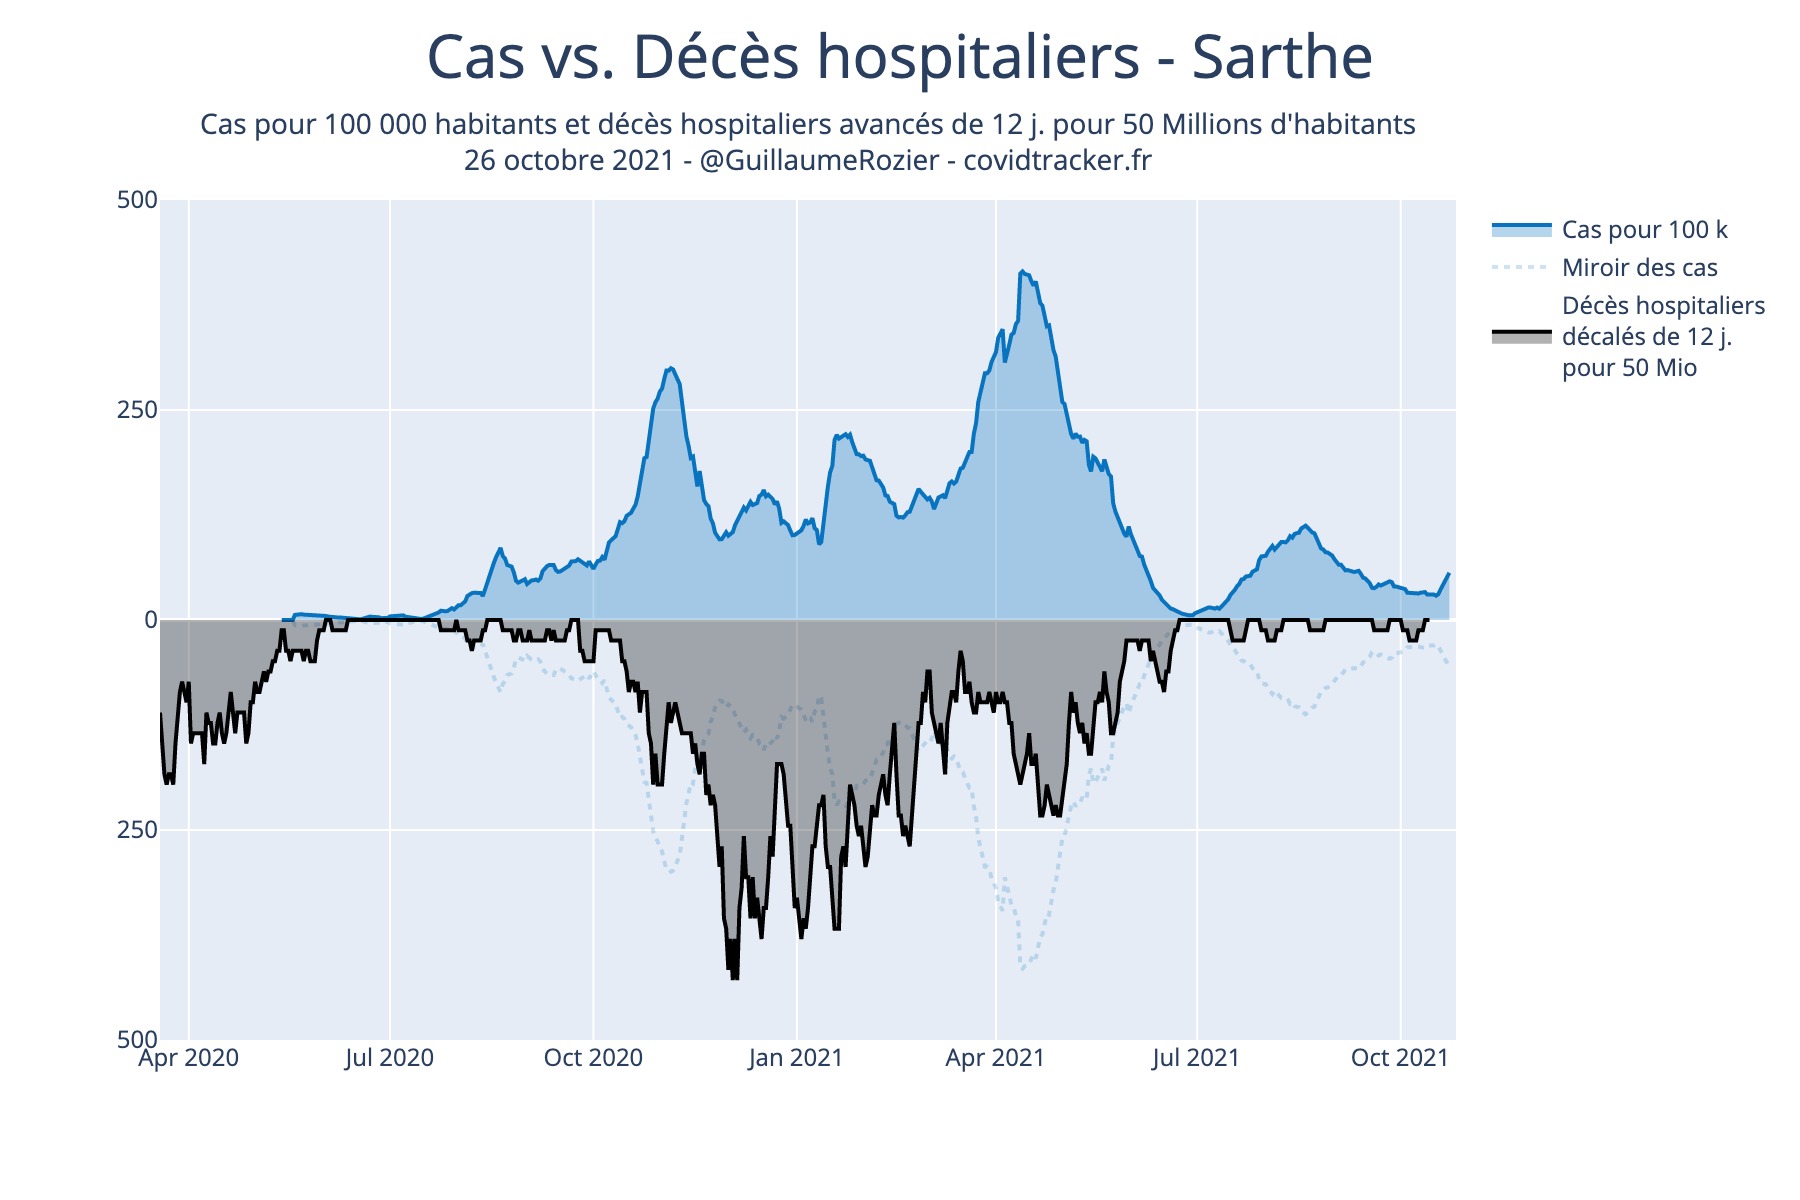 Cas vs. Décès hospitaliers - Sarthe
Cas pour 100 000 habitants et décès hospitaliers avancés de 12 j. pour 50 Millions d'habitants
26 octobre 2021 - @GuillaumeRozier - covidtracker.fr
500
250
0
250
500
Apr 2020
Jul 2020
Oct 2020
Jan 2021
Apr 2021
Jul 2021
Oct 2021
Cas pour 100 k
Miroir des cas
Décès hospitaliers
décalés de 12 j.
pour 50 Mio